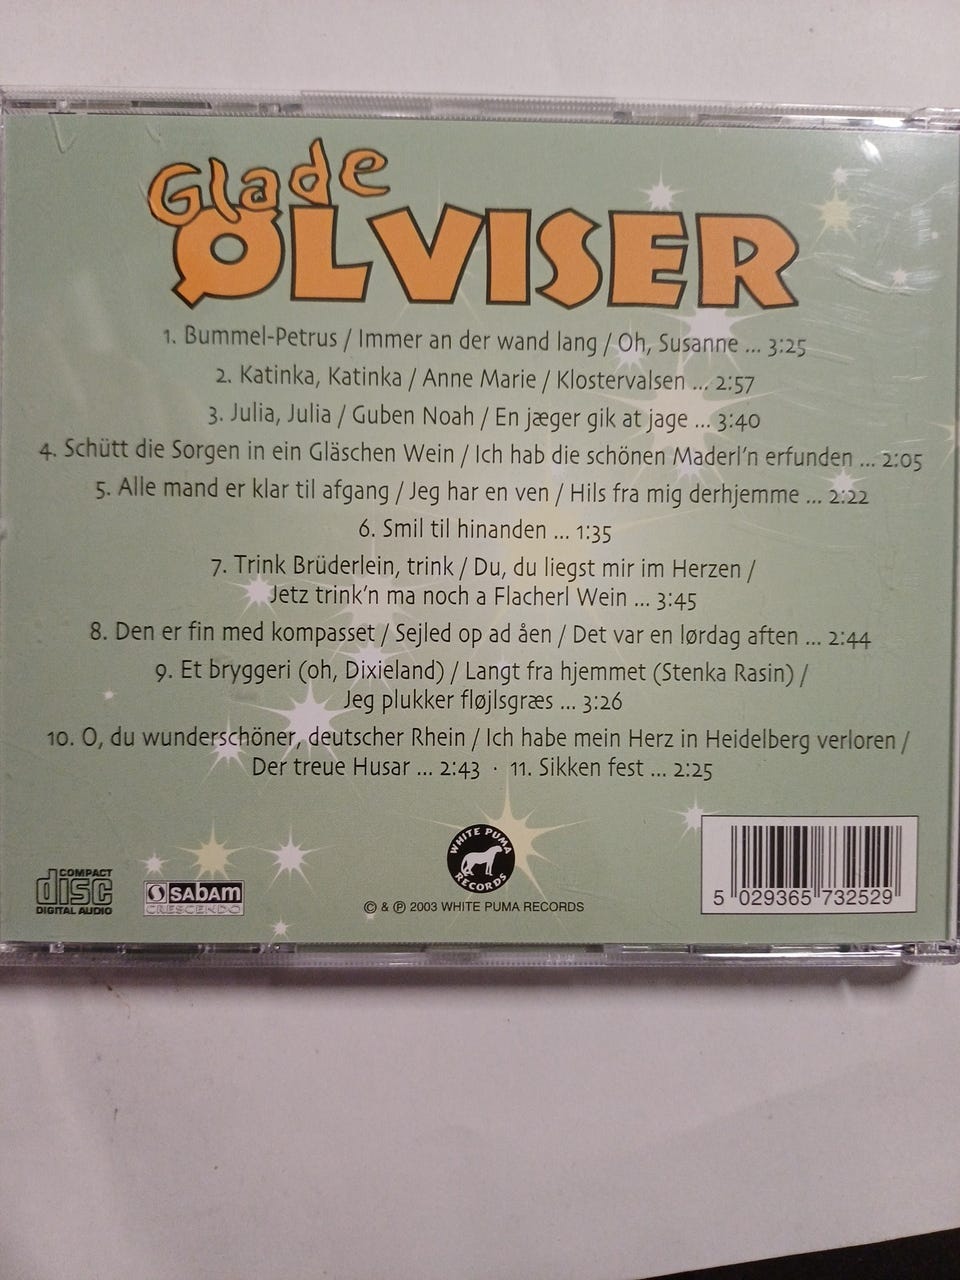 Glade
ØLVISER
1. Bummel-Petrus / Immer an der wand lang / Oh, Susanne ... 3:25
2. Katinka, Katinka / Anne Marie / Klostervalsen ... 2:57
3. Julia, Julia / Guben Noah / En jæger gik at jage ... 3:40
4. Schütt die Sorgen in ein Gläschen Wein / Ich hab die schönen Maderl'n erfunden ... 2:05
5. Alle mand er klar til afgang / Jeg har en ven / Hils fra mig derhjemme ... 2:22
6. Smil til hinanden ... 1:35
7. Trink Brüderlein, trink / Du, du liegst mir im Herzen /
Jetz trink'n ma noch a Flacherl Wein ... 3:45
8. Den er fin med kompasset / Sejled op ad åen / Det var en lørdag aften ... 2:44
9. Et bryggeri (oh, Dixieland) / Langt fra hjemmet (Stenka Rasin) /
Jeg plukker fløjlsgræs ... 3:26
10. O, du wunderschöner, deutscher Rhein / Ich habe mein Herz in Heidelberg verloren /
Der treue Husar ... 2:43 · 11. Sikken fest ... 2:25
COMPACT
disc
DIGITAL AUDIO
sabam
CRESCENDO
WHITE PUMA
RECORDS
© & ℗ 2003 WHITE PUMA RECORDS
5 029365 732529